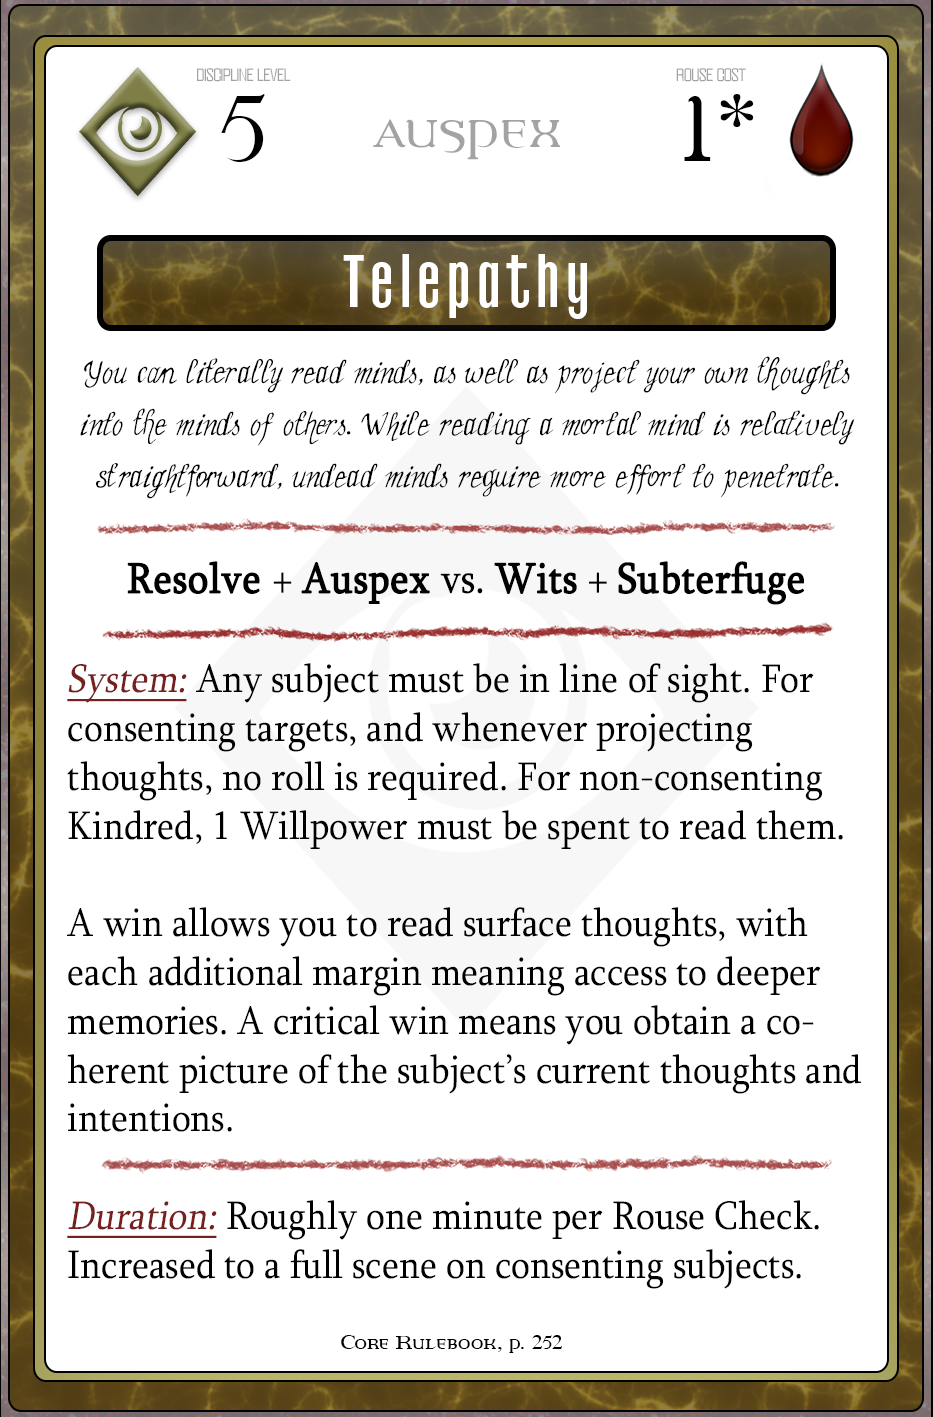 DISCIPLINE LEVEL
5
AUSPEX
ROUSE COST
1*
Telepathy
You can literally read minds, as well as project your own thoughts
into the minds of others. While reading a mortal mind is relatively
straightforward, undead minds require more effort to penetrate.
Resolve + Auspex vs. Wits + Subterfuge
System: Any subject must be in line of sight. For
consenting targets, and whenever projecting
thoughts, no roll is required. For non-consenting
Kindred, 1 Willpower must be spent to read them.
A win allows you to read surface thoughts, with
each additional margin meaning access to deeper
memories. A critical win means you obtain a co-
herent picture of the subject's current thoughts and
intentions.
Duration: Roughly one minute per Rouse Check.
Increased to a full scene on consenting subjects.
Core Rulebook, p. 252